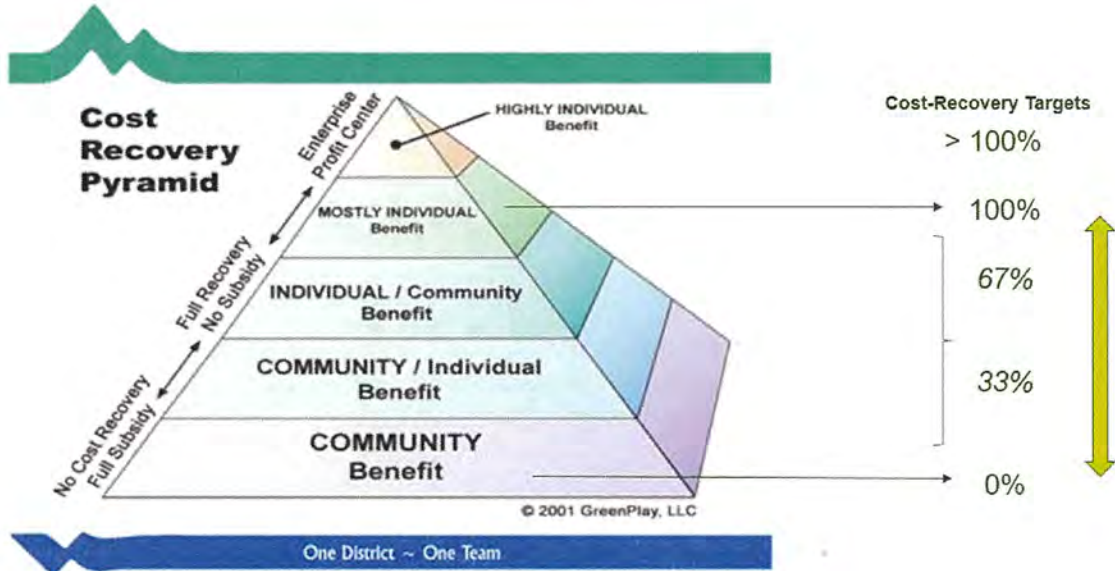 Cost
Recovery
Pyramid
Enterprise
Profit Center
Full Recovery
No Subsidy
No Cost Recovery
Full Subsidy
HIGHLY INDIVIDUAL
Benefit
MOSTLY INDIVIDUAL
Benefit
INDIVIDUAL / Community
Benefit
COMMUNITY / Individual
Benefit
COMMUNITY
Benefit
© 2001 GreenPlay, LLC
Cost-Recovery Targets
> 100%
100%
67%
33%
0%
One District ~ One Team